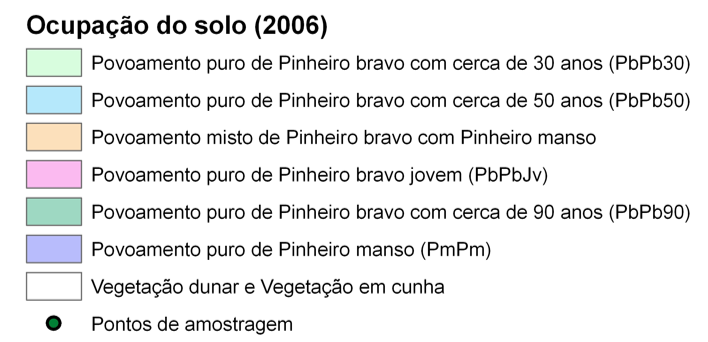 Ocupação do solo (2006)
Povoamento puro de Pinheiro bravo com cerca de 30 anos (PbPb30)
Povoamento puro de Pinheiro bravo com cerca de 50 anos (PbPb50)
Povoamento misto de Pinheiro bravo com Pinheiro manso
Povoamento puro de Pinheiro bravo jovem (PbPbJv)
Povoamento puro de Pinheiro bravo com cerca de 90 anos (PbPb90)
Povoamento puro de Pinheiro manso (PmPm)
Vegetação dunar e Vegetação em cunha
Pontos de amostragem